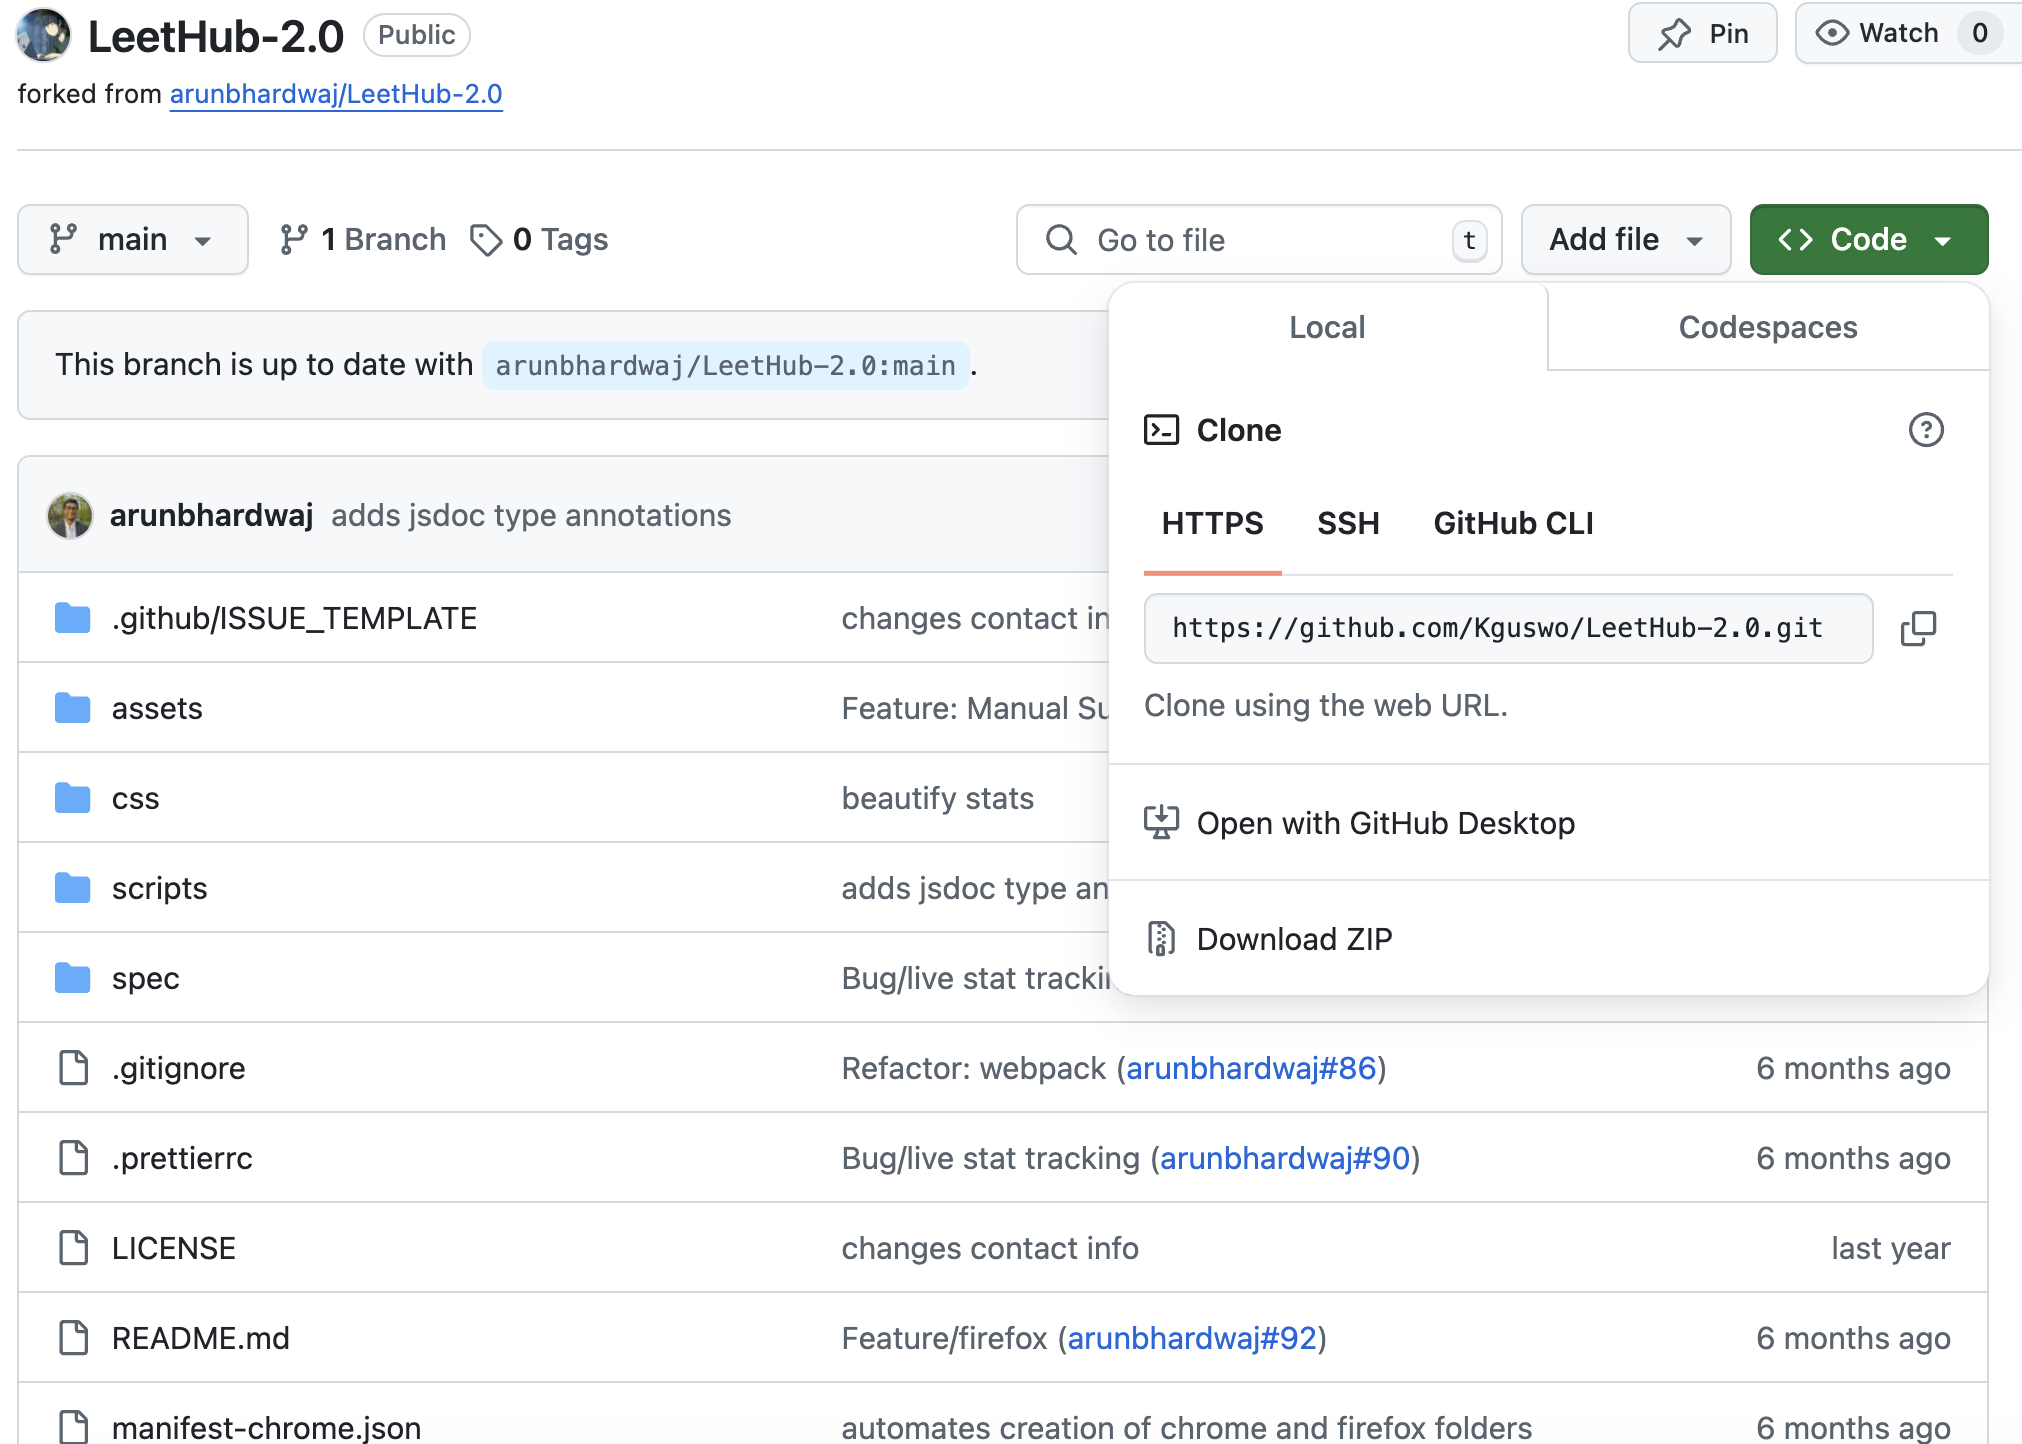 LeetHub-2.0 Public Pin Watch 0
forked from arunbhardwaj/LeetHub-2.0
main 1 Branch 0 Tags Go to file t Add file Code
This branch is up to date with arunbhardwaj/LeetHub-2.0:main .
Local Codespaces
Clone
HTTPS SSH GitHub CLI
https://github.com/Kguswo/LeetHub-2.0.git
Clone using the web URL.
Open with GitHub Desktop
Download ZIP
arunbhardwaj adds jsdoc type annotations
.github/ISSUE_TEMPLATE changes contact in
assets Feature: Manual Su
css beautify stats
scripts adds jsdoc type an
spec Bug/live stat tracki
.gitignore Refactor: webpack (arunbhardwaj#86) 6 months ago
.prettierrc Bug/live stat tracking (arunbhardwaj#90) 6 months ago
LICENSE changes contact info last year
README.md Feature/firefox (arunbhardwaj#92) 6 months ago
manifest-chrome.json automates creation of chrome and firefox folders 6 months ago